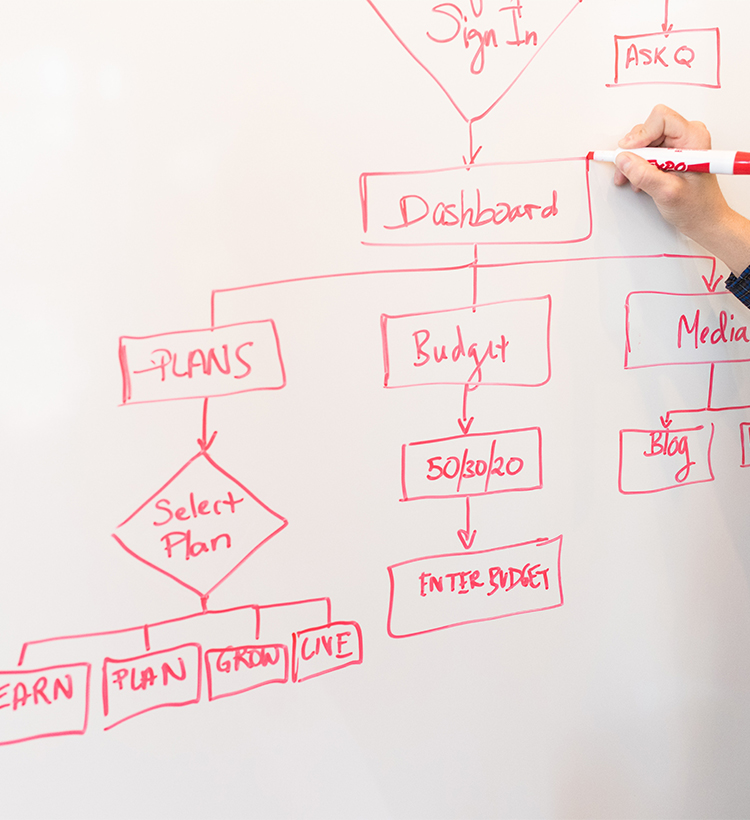 Sign In
ASK Q
EXPO
Dashboard
PLANS
Budget
Media
50/30/20
Blog
Select
Plan
ENTER BUDGET
EARN
PLAN
GROW
LIVE